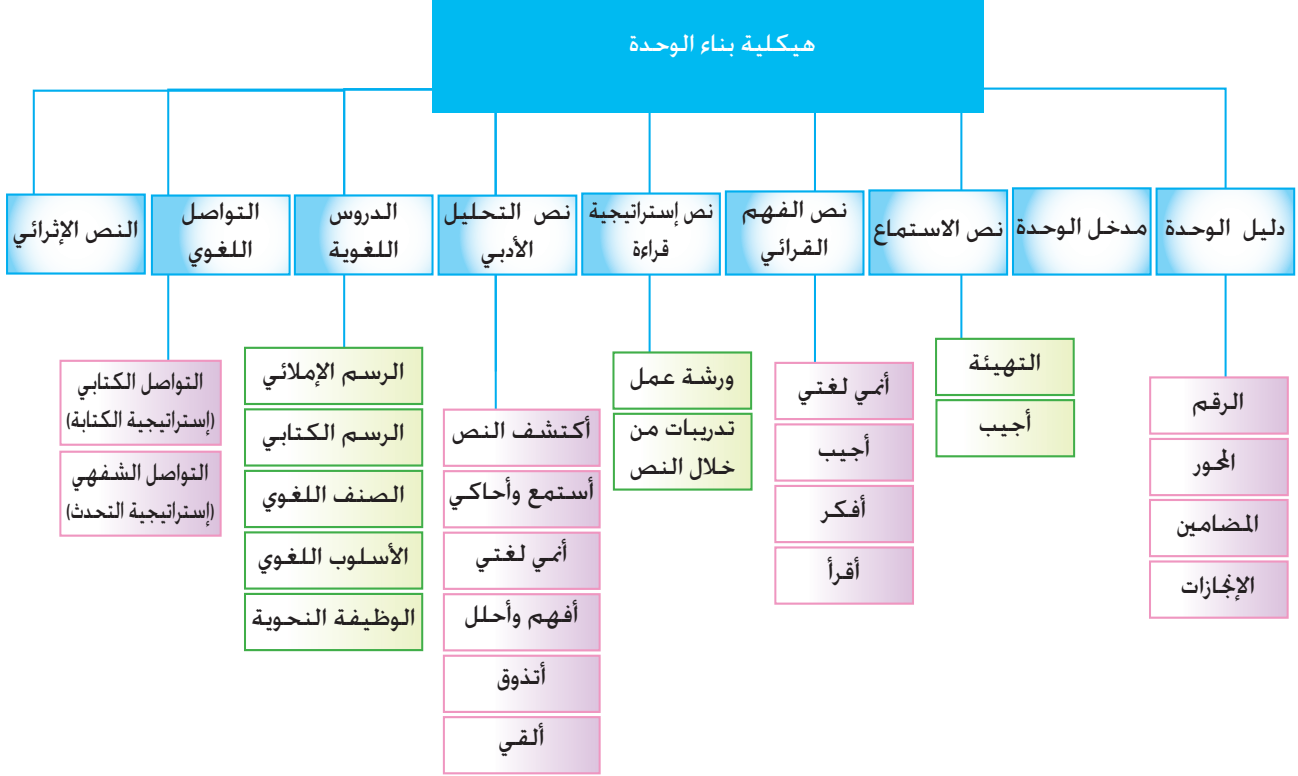 هيكلية بناء الوحدة
دليل الوحدة
مدخل الوحدة
نص الاستماع
نص الفهم
القرائي
نص إستراتيجية
قراءة
نص التحليل
الأدبي
الدروس
اللغوية
التواصل
اللغوي
النص الإثرائي
الرقم
المحور
المضامين
الإنجازات
التهيئة
أجيب
أنمي لغتي
أجيب
أفكر
أقرأ
ورشة عمل
تدريبات من
خلال النص
أكتشف النص
أستمع وأحاكي
أنمي لغتي
أفهم وأحلل
أتذوق
ألقي
الرسم الإملائي
الرسم الكتابي
الصنف اللغوي
الأسلوب اللغوي
الوظيفة النحوية
التواصل الكتابي
(إستراتيجية الكتابة)
التواصل الشفهي
(إستراتيجية التحدث)